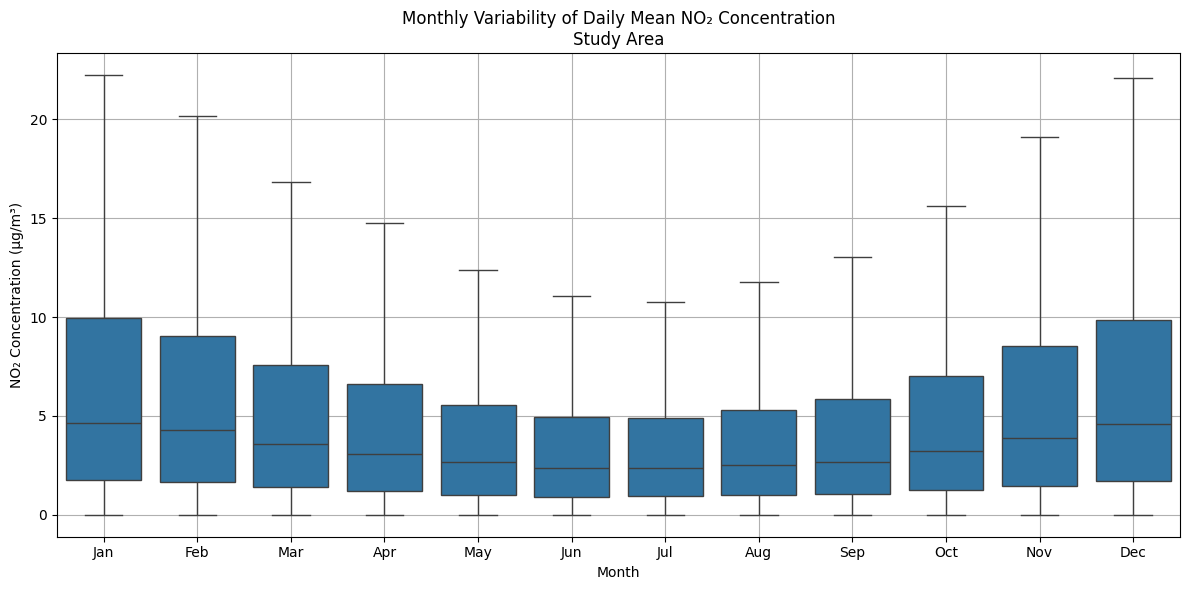 Monthly Variability of Daily Mean NO₂ Concentration
Study Area
NO₂ Concentration (µg/m³)
20
15
10
5
0
Jan Feb Mar Apr May Jun Jul Aug Sep Oct Nov Dec
Month